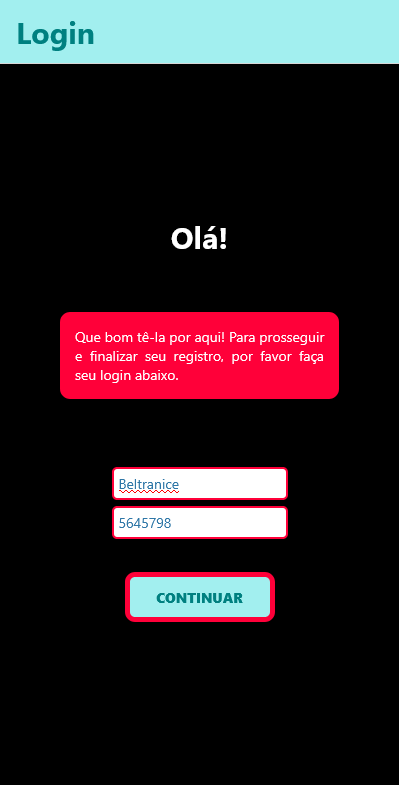 Login
Olá!
Que bom tê-la por aqui! Para prosseguir
e finalizar seu registro, por favor faça
seu login abaixo.
Beltranice
5645798
CONTINUAR